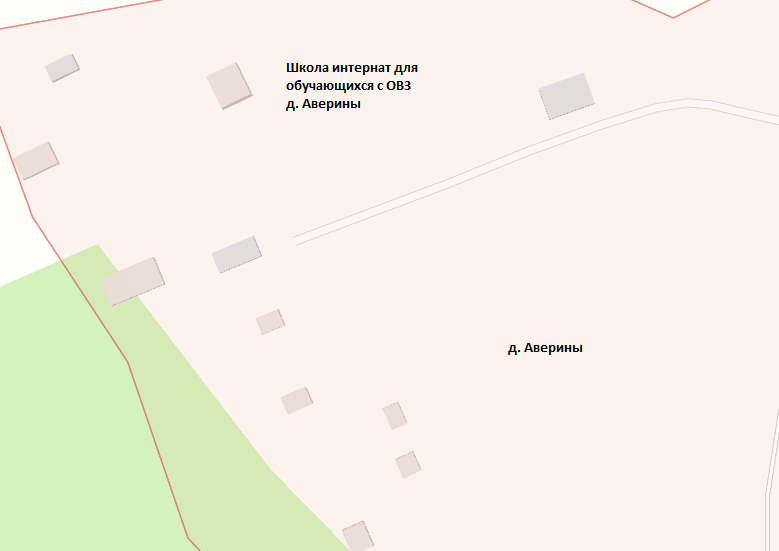 Школа интернат для
обучающихся с ОВЗ
д. Аверины
д. Аверины